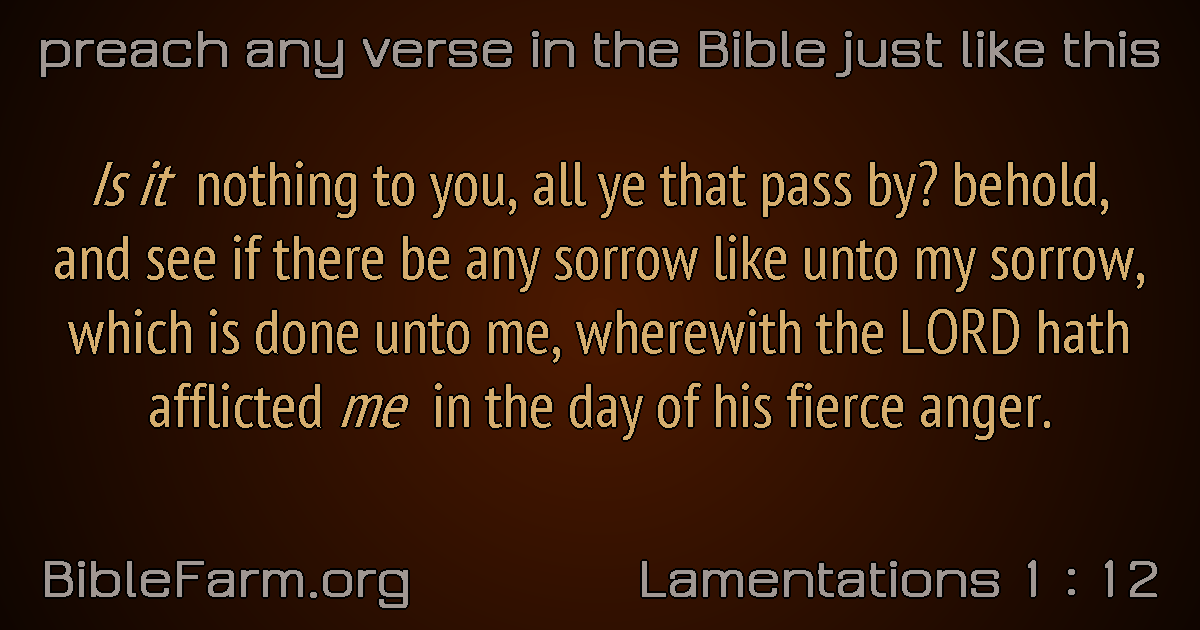 preach any verse in the Bible just like this
Is it nothing to you, all ye that pass by? behold,
and see if there be any sorrow like unto my sorrow,
which is done unto me, wherewith the LORD hath
afflicted me in the day of his fierce anger.
BibleFarm.org
Lamentations 1 : 12